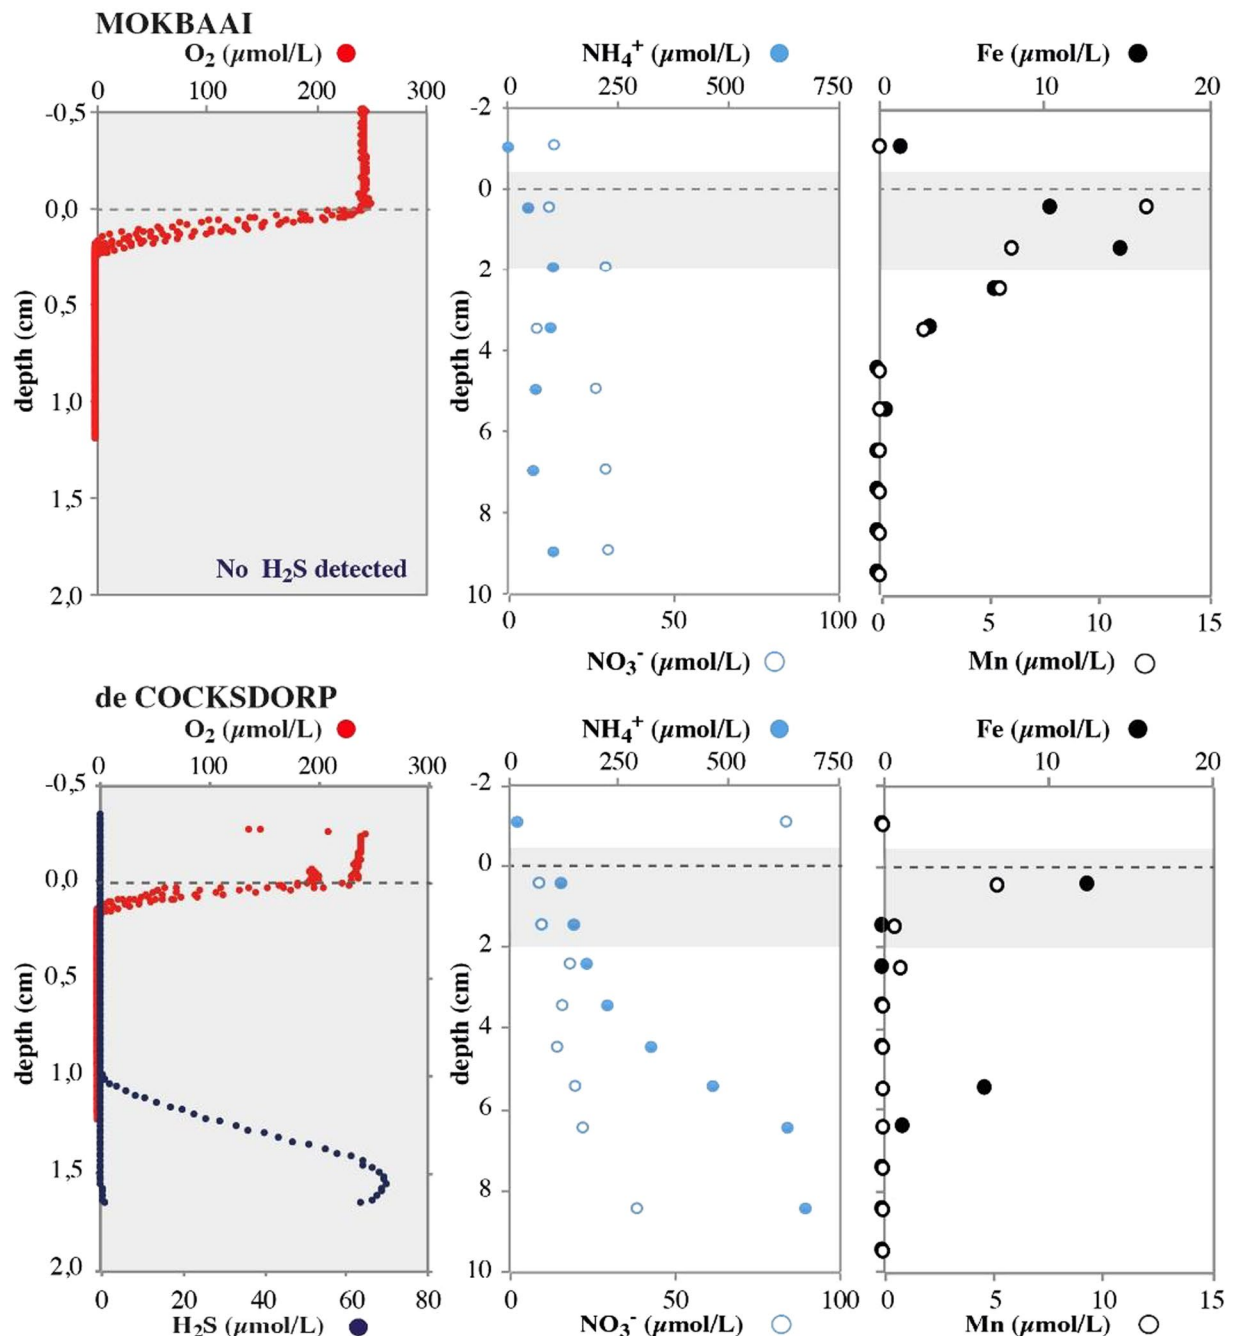 MOKBAAI
O₂ (µmol/L)
NH₄⁺ (µmol/L)
Fe (µmol/L)
0 100 200 300
0 250 500 750
0 10 20
-0,5
0,0
0,5
1,0
1,5
2,0
depth (cm)
No H₂S detected
-2
0
2
4
6
8
10
depth (cm)
0 50 100
0 5 10 15
NO₃⁻ (µmol/L)
Mn (µmol/L)
de COCKSDORP
O₂ (µmol/L)
NH₄⁺ (µmol/L)
Fe (µmol/L)
0 100 200 300
0 250 500 750
0 10 20
-0,5
0,0
0,5
1,0
1,5
2,0
depth (cm)
-2
0
2
4
6
8
10
depth (cm)
0 20 40 60 80
0 50 100
0 5 10 15
H₂S (µmol/L)
NO₃⁻ (µmol/L)
Mn (µmol/L)